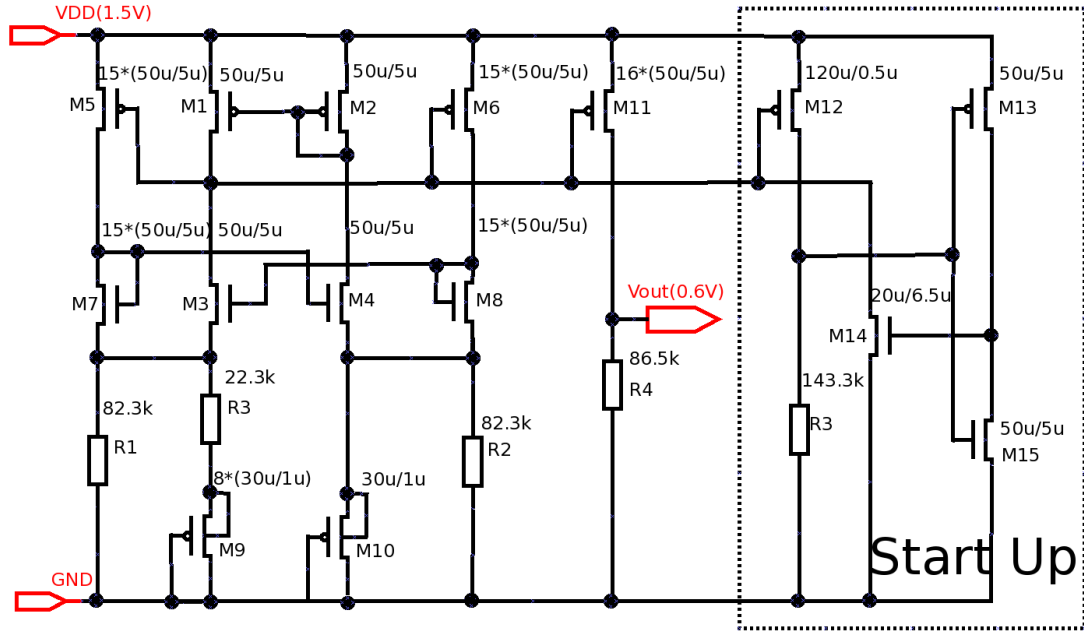 VDD(1.5V)
15*(50u/5u)
50u/5u
50u/5u
15*(50u/5u)
16*(50u/5u)
120u/0.5u
50u/5u
M5
M1
M2
M6
M11
M12
M13
15*(50u/5u)
50u/5u
50u/5u
15*(50u/5u)
M7
M3
M4
M8
Vout(0.6V)
20u/6.5u
M14
86.5k
R4
22.3k
R3
143.3k
R3
82.3k
R1
82.3k
R2
50u/5u
M15
8*(30u/1u)
30u/1u
M9
M10
Start Up
GND